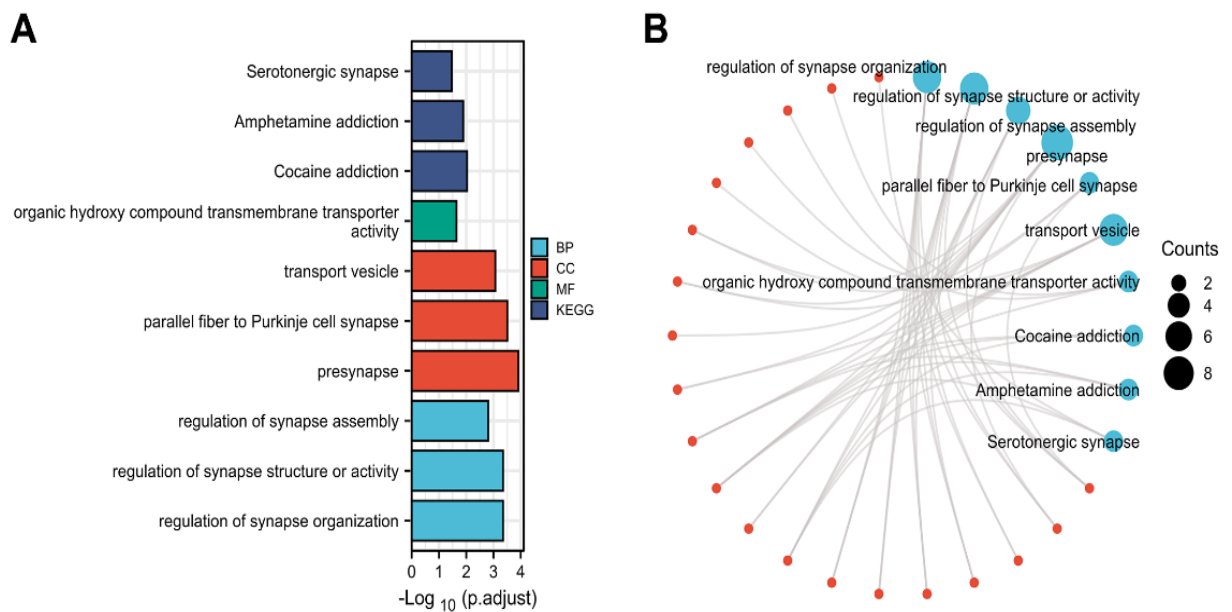 A
Serotonergic synapse
Amphetamine addiction
Cocaine addiction
organic hydroxy compound transmembrane transporter
activity
transport vesicle
parallel fiber to Purkinje cell synapse
presynapse
regulation of synapse assembly
regulation of synapse structure or activity
regulation of synapse organization
0 1 2 3 4
-Log 10 (p.adjust)
BP
CC
MF
KEGG
B
regulation of synapse organization
regulation of synapse structure or activity
regulation of synapse assembly
presynapse
parallel fiber to Purkinje cell synapse
transport vesicle
organic hydroxy compound transmembrane transporter activity
Cocaine addiction
Amphetamine addiction
Serotonergic synapse
Counts
2
4
6
8